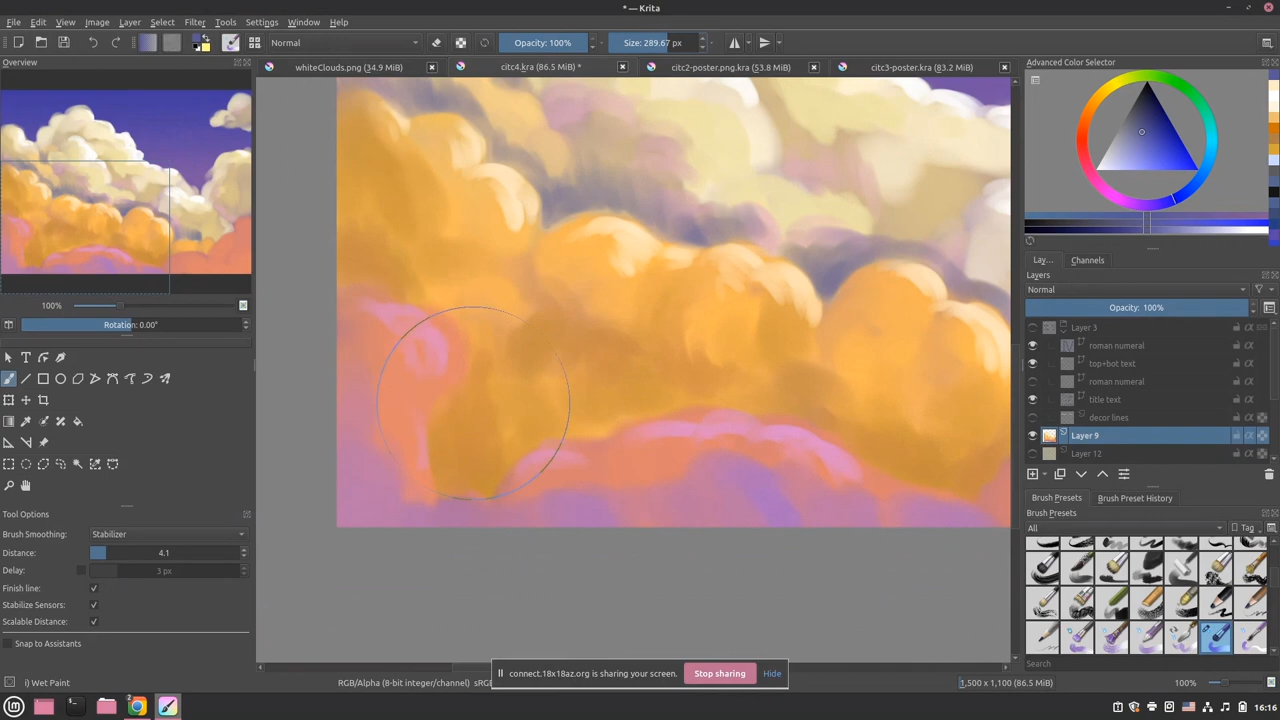 * — Krita
File Edit View Image Layer Select Filter Tools Settings Window Help
Normal Opacity: 100% Size: 289.67 px
Overview
whiteClouds.png (34.9 MiB) citc4.kra (86.5 MiB) * citc2-poster.png.kra (53.8 MiB) citc3-poster.kra (83.2 MiB)
Advanced Color Selector
100%
Rotation: 0.00°
Lay... Channels
Layers
Normal
Opacity: 100%
Layer 3
roman numeral
top+bot text
roman numeral
title text
decor lines
Layer 9
Layer 12
Tool Options
Brush Smoothing: Stabilizer
Distance: 4.1
Delay: 3 px
Finish line:
Stabilize Sensors:
Scalable Distance:
Snap to Assistants
Brush Presets Brush Preset History
Brush Presets
All Tag
Search
connect.18x18az.org is sharing your screen. Stop sharing Hide
i) Wet Paint
RGB/Alpha (8-bit integer/channel) sRG
1,500 x 1,100 (86.5 MiB) 100%
2
16:16